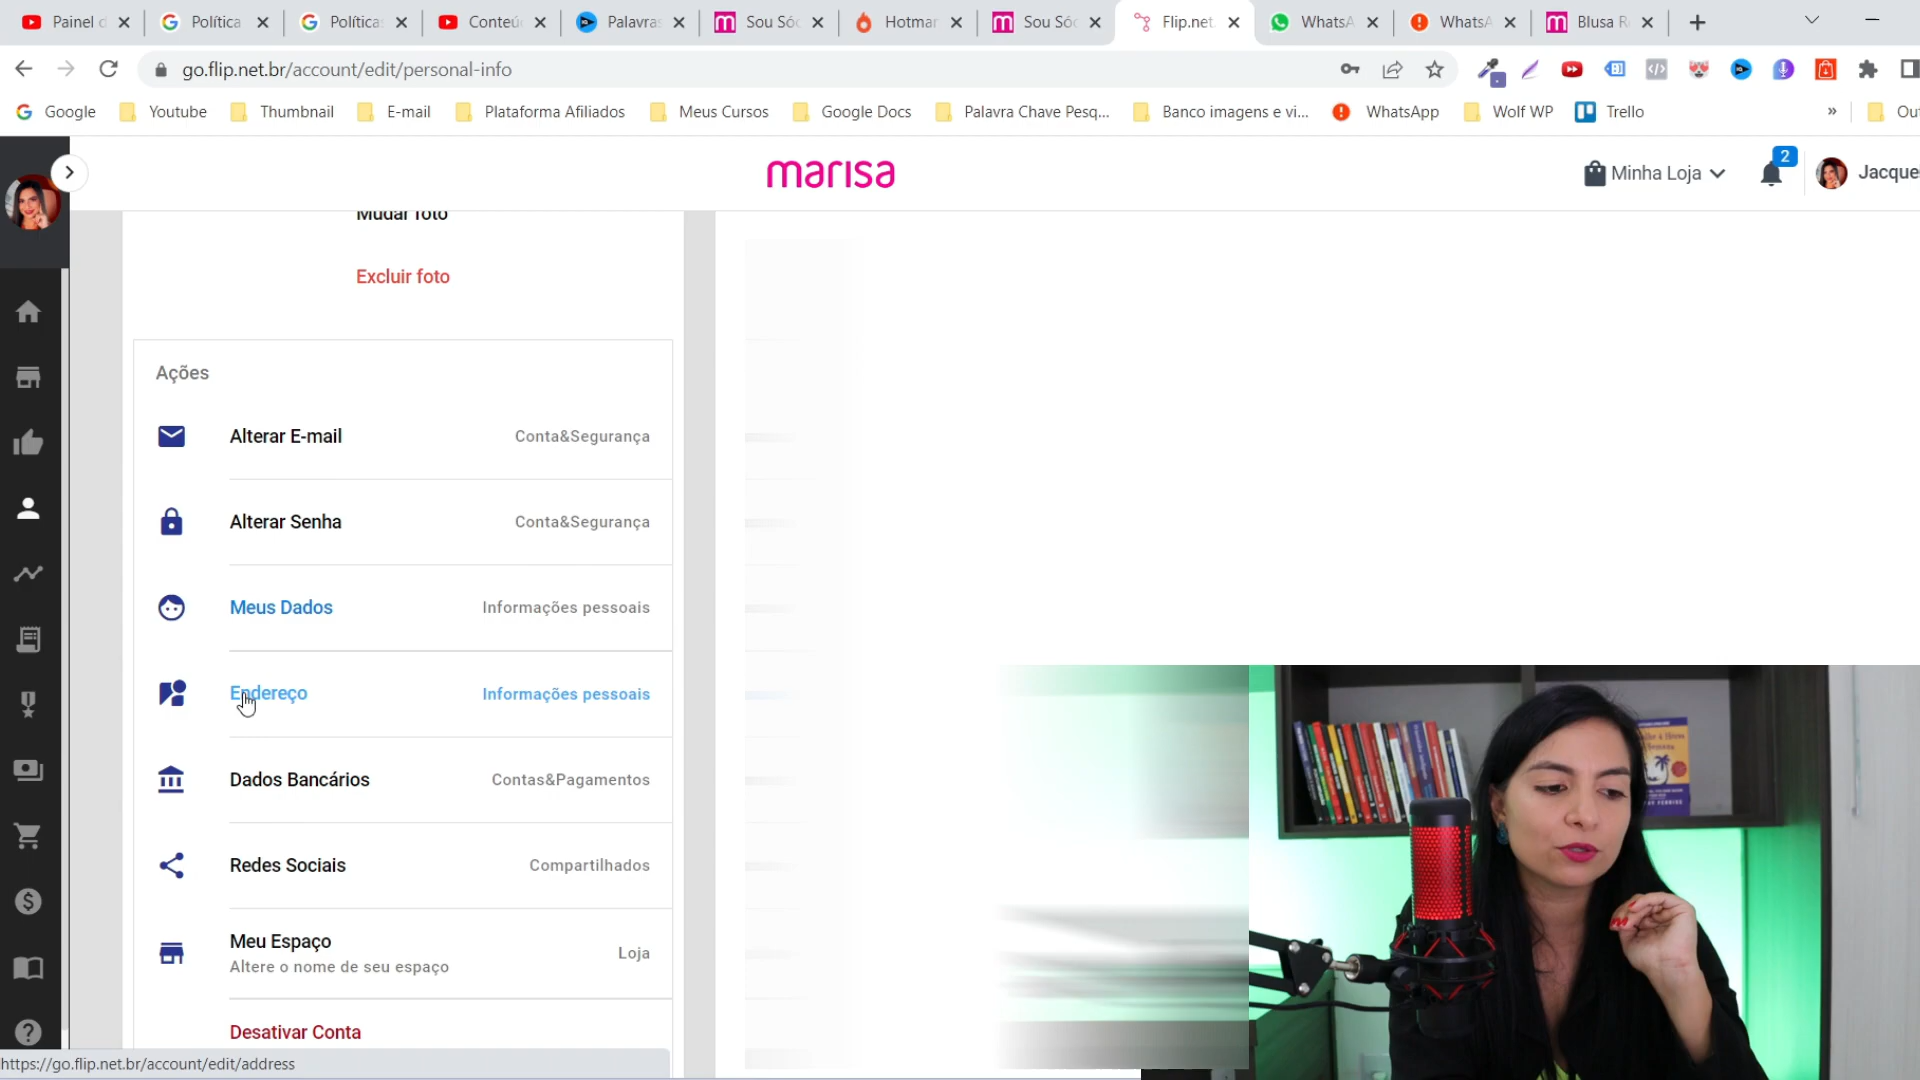 Painel d
Política
Política
Conteú
Palavras
Sou Sóc
Hotmar
Sou Sóc
Flip.net
WhatsA
WhatsA
Blusa R
go.flip.net.br/account/edit/personal-info
Google
Youtube
Thumbnail
E-mail
Plataforma Afiliados
Meus Cursos
Google Docs
Palavra Chave Pesq...
Banco imagens e vi...
WhatsApp
Wolf WP
Trello
»
Ou
marisa
Minha Loja
2
Jacque
Mudar foto
Excluir foto
Ações
Alterar E-mail Conta&Segurança
Alterar Senha Conta&Segurança
Meus Dados Informações pessoais
Endereço Informações pessoais
Dados Bancários Contas&Pagamentos
Redes Sociais Compartilhados
Meu Espaço Loja
Altere o nome de seu espaço
Desativar Conta
https://go.flip.net.br/account/edit/address